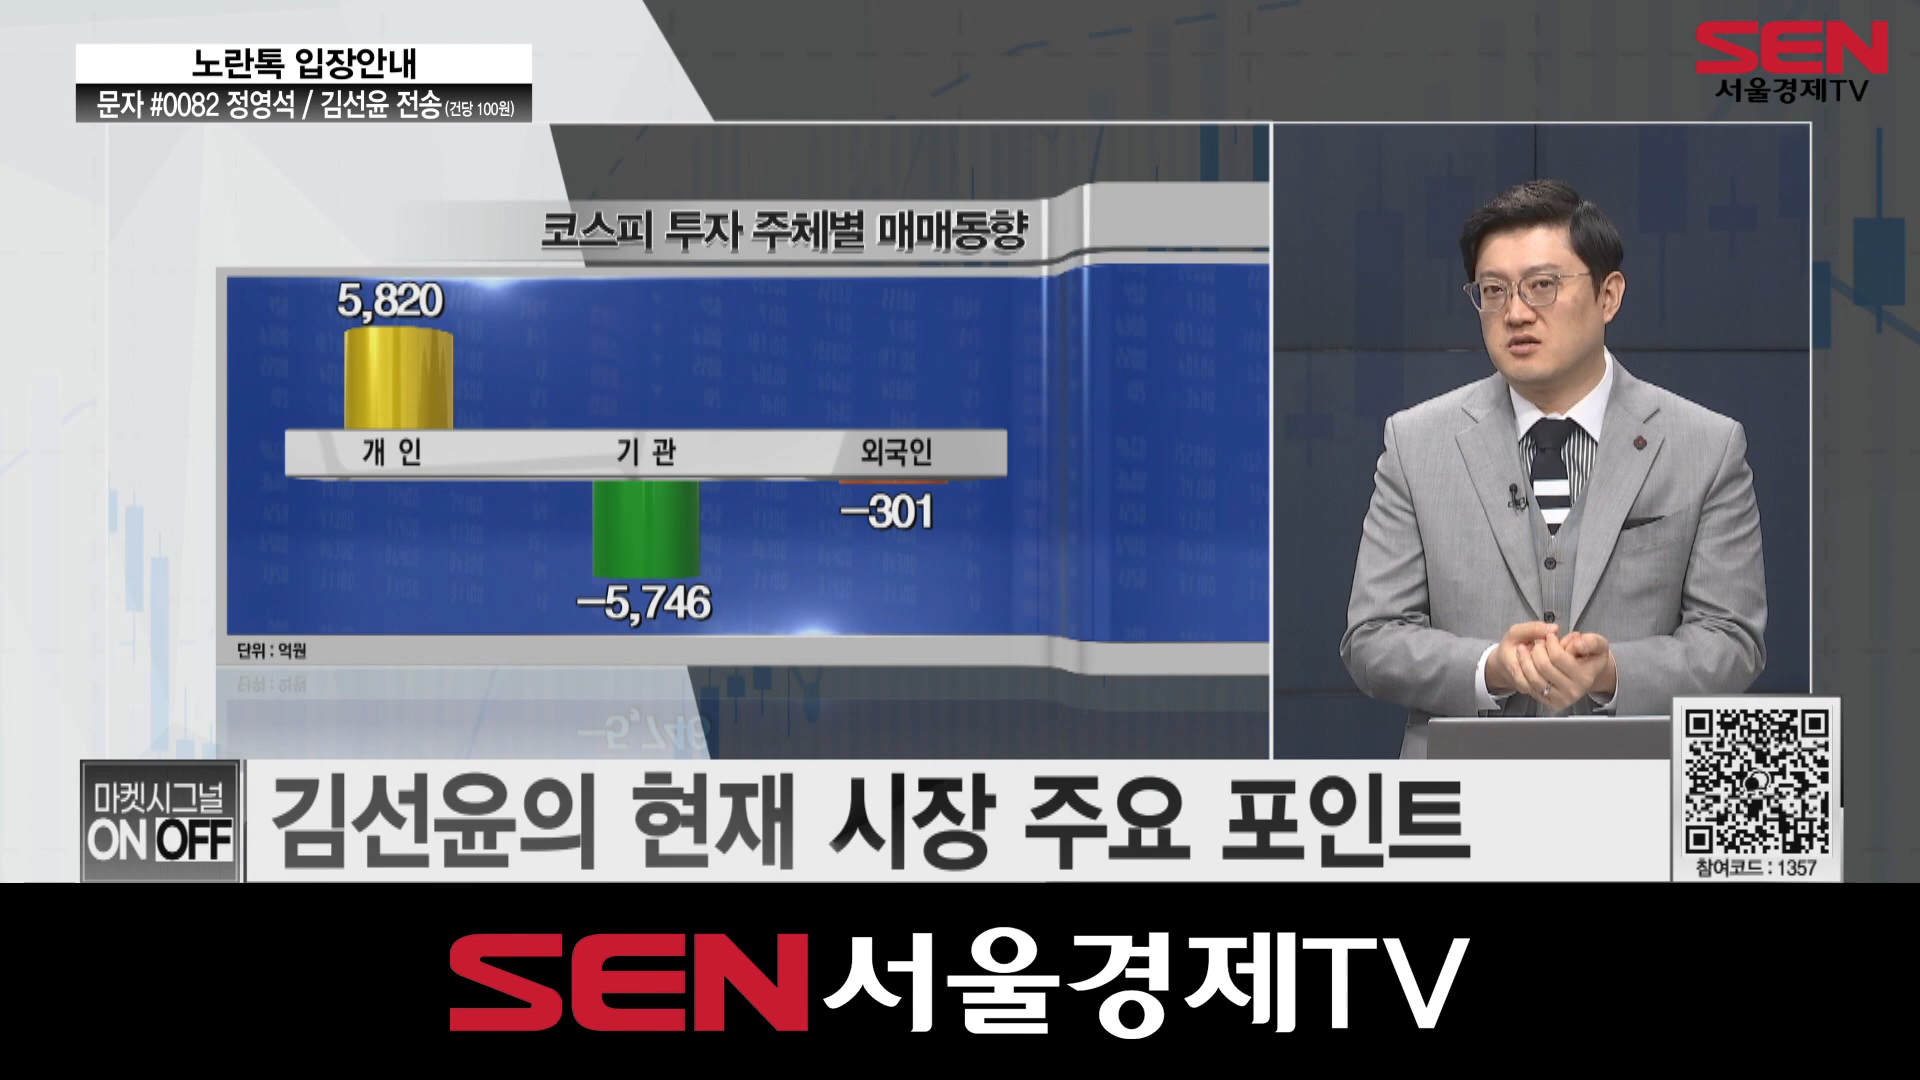 노란톡 입장안내
문자 #0082 정영석 / 김선윤 전송 (건당 100원)
SEN
서울경제TV
코스피 투자 주체별 매매동향
5,820
개 인
기 관
외국인
-301
-5,746
단위 : 억원
마켓시그널
ON OFF
김선윤의 현재 시장 주요 포인트
참여코드 : 1357
SEN서울경제TV